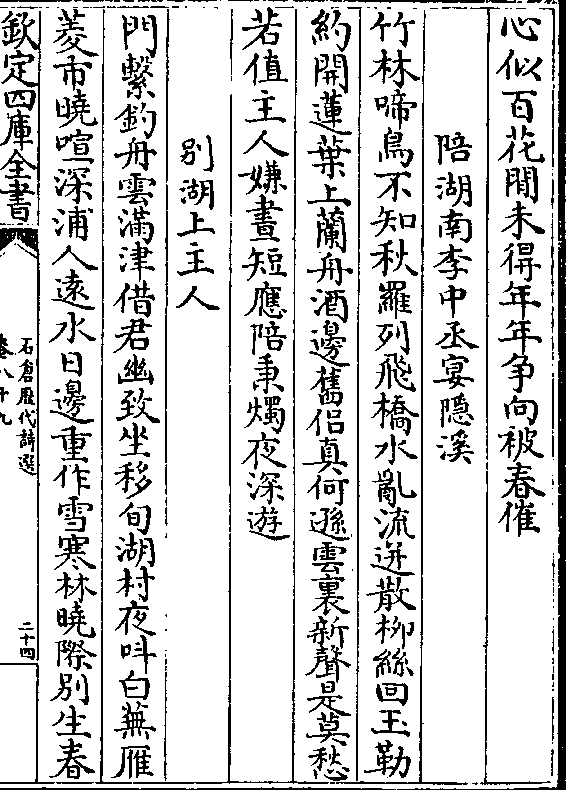 心似百花開未得年年争向被春催
陪湖南李中丞宴隠溪
竹林啼鳥不知秋羅列飛橋水亂流迸散柳絲回玉勒
約開蓮葉上蘭舟酒邊舊侣真何遜雲裏新聲是莫愁
若值主人嫌晝短應陪秉燭夜深遊
别湖上主人
門繫釣舟雲滿津借君幽致坐移旬湖村夜叫白蕪雁
菱市曉喧深浦人逺水日邊重作雪寒林曉際别生春
欽定四庫全書
石倉歷代詩選
卷八十九
二十四